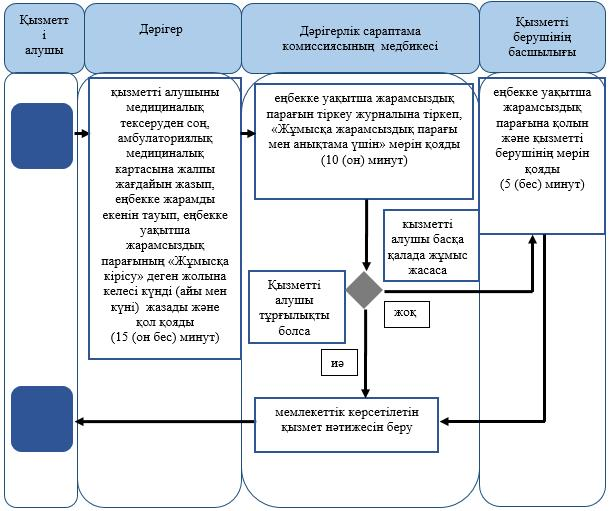 Қызметт
і
алушы
Дәрігер
Дәрігерлік сараптама
комиссиясының медбикесі
Қызметті
берушінің
басшылығы
қызметті алушыны
медициналық
тексеруден соң,
амбулаториялық
медициналық
картасына жалпы
жағдайын жазып,
еңбекке жарамды
екенін тауып, еңбекке
уақытша
жарамсыздық
парағының «Жұмысқа
кірісу» деген жолына
келесі күнді (айы мен
күні) жазады және
қол қояды
(15 (он бес) минут)
еңбекке уақытша жарамсыздық
парағын тіркеу журналына тіркеп,
«Жұмысқа жарамсыздық парағы
мен анықтама үшін» мөрін қояды
(10 (он) минут)
еңбекке уақытша
жарамсыздық
парағына қолын
және қызметті
берушінің мөрін
қояды
(5 (бес) минут)
кызметті
алушы басқа
қалада жұмыс
жасаса
Қызметті
алушы
тұрғылықты
болса
жоқ
иә
мемлекеттік көрсетілетін
қызмет нәтижесін беру